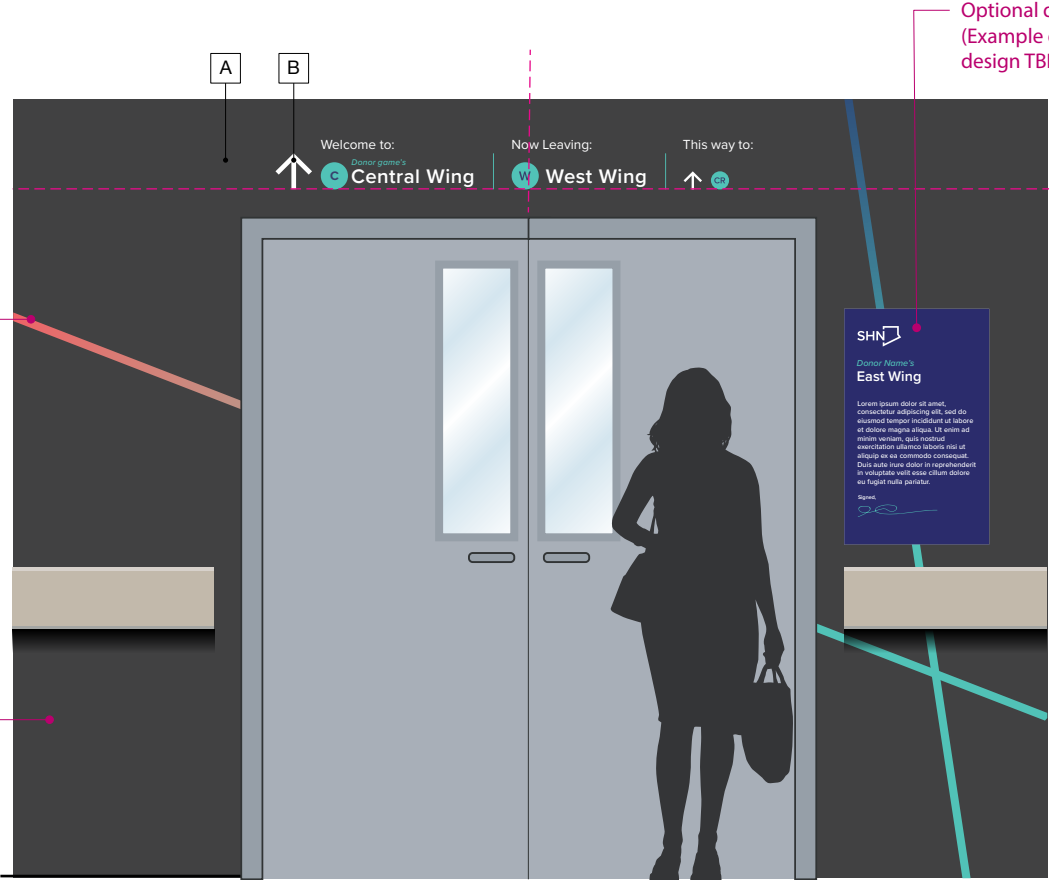 Optional
(Example
design
A
B
Welcome to:
Donor game's
C Central Wing
Now Leaving:
W West Wing
This way to:
CR
SHN
Donor Name's
East Wing
Lorem ipsum dolor sit amet,
consectetur adipiscing elit, sed do
eiusmod tempor incididunt ut labore
et dolore magna aliqua. Ut enim ad
minim veniam, quis nostrud
exercitation ullamco laboris nisi ut
aliquip ex ea commodo consequat.
Duis aute irure dolor in reprehenderit
in voluptate velit esse cillum dolore
eu fugiat nulla pariatur.
Signed,